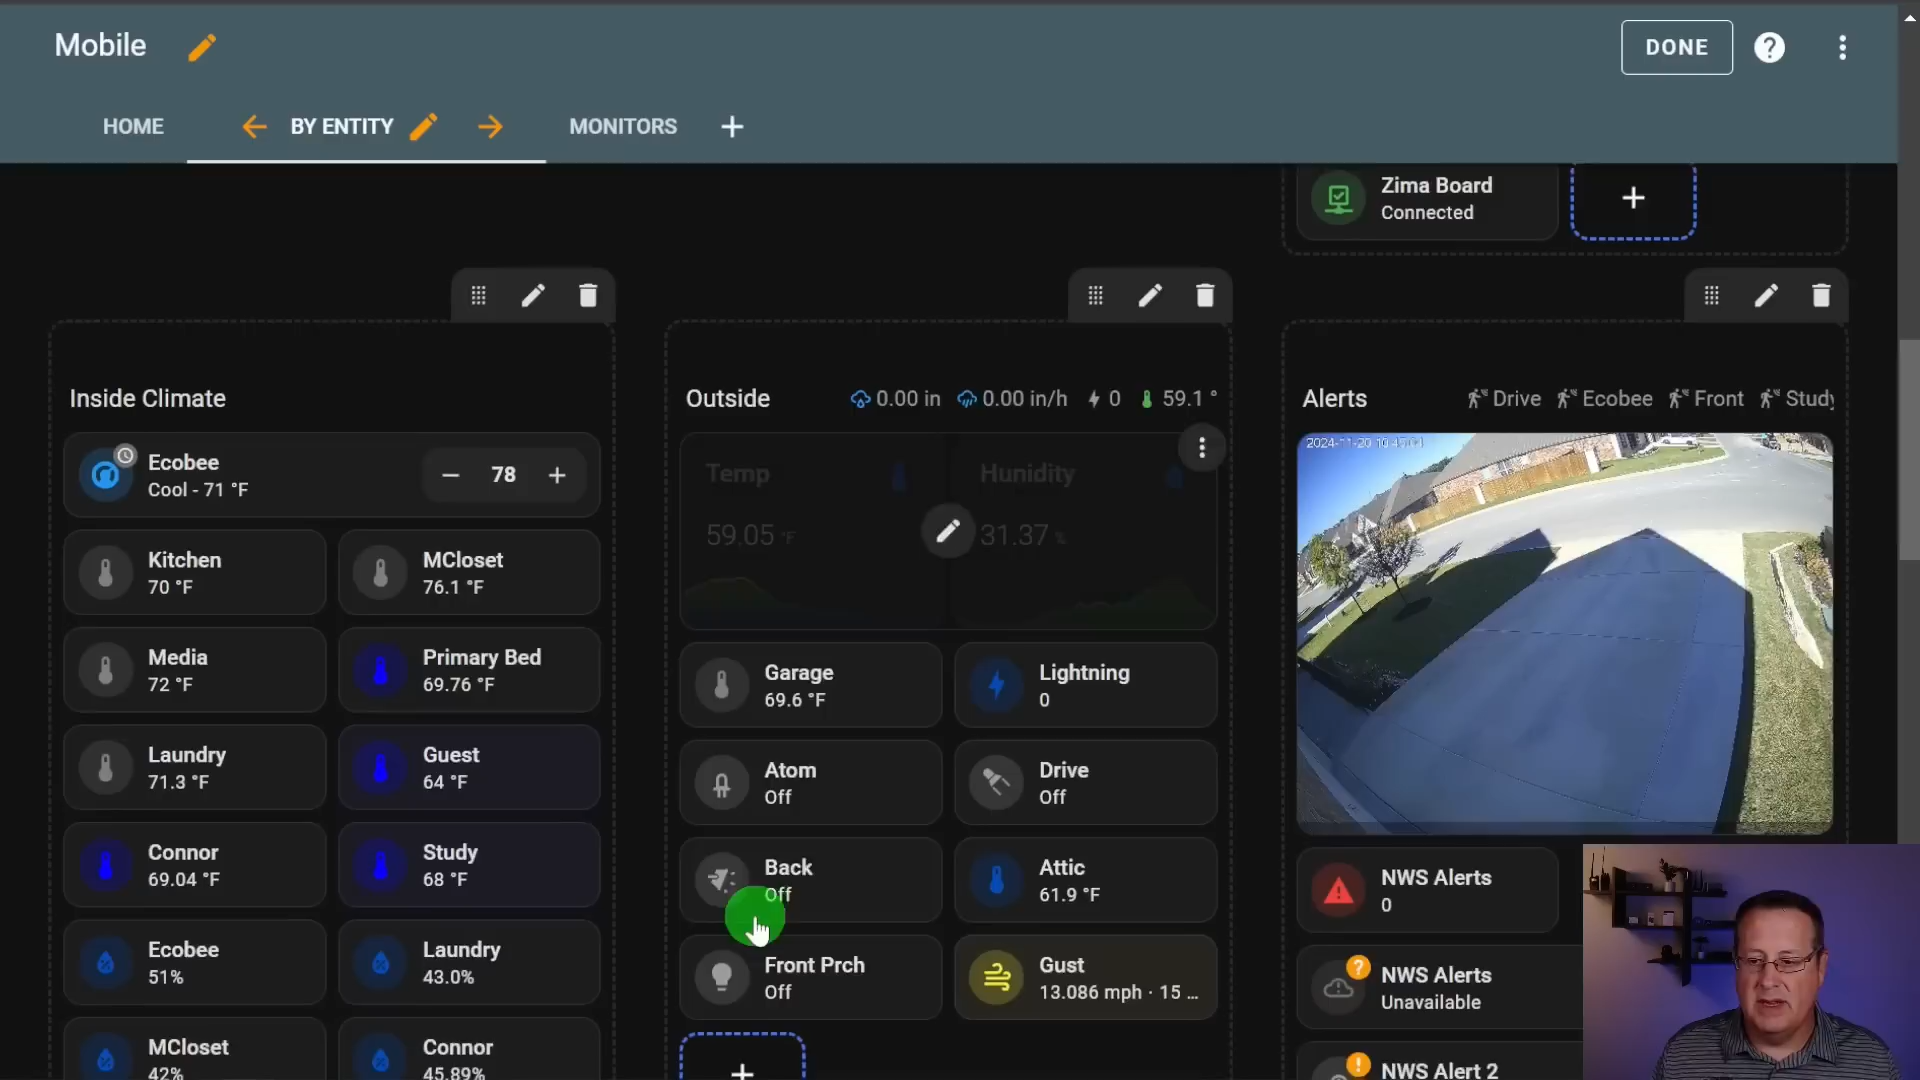 Mobile
DONE
HOME
BY ENTITY
MONITORS
Zima Board
Connected
Inside Climate
Ecobee
Cool - 71 °F
78
Kitchen
70 °F
MCloset
76.1 °F
Media
72 °F
Primary Bed
69.76 °F
Laundry
71.3 °F
Guest
64 °F
Connor
69.04 °F
Study
68 °F
Ecobee
51%
Laundry
43.0%
MCloset
42%
Connor
45.89%
Outside
0.00 in
0.00 in/h
0
59.1 °
Temp
59.05 °F
Hunidity
31.37 %
Garage
69.6 °F
Lightning
0
Atom
Off
Drive
Off
Back
Off
Attic
61.9 °F
Front Prch
Off
Gust
13.086 mph · 15 ...
Alerts
Drive
Ecobee
Front
Study
NWS Alerts
0
NWS Alerts
Unavailable
NWS Alert 2